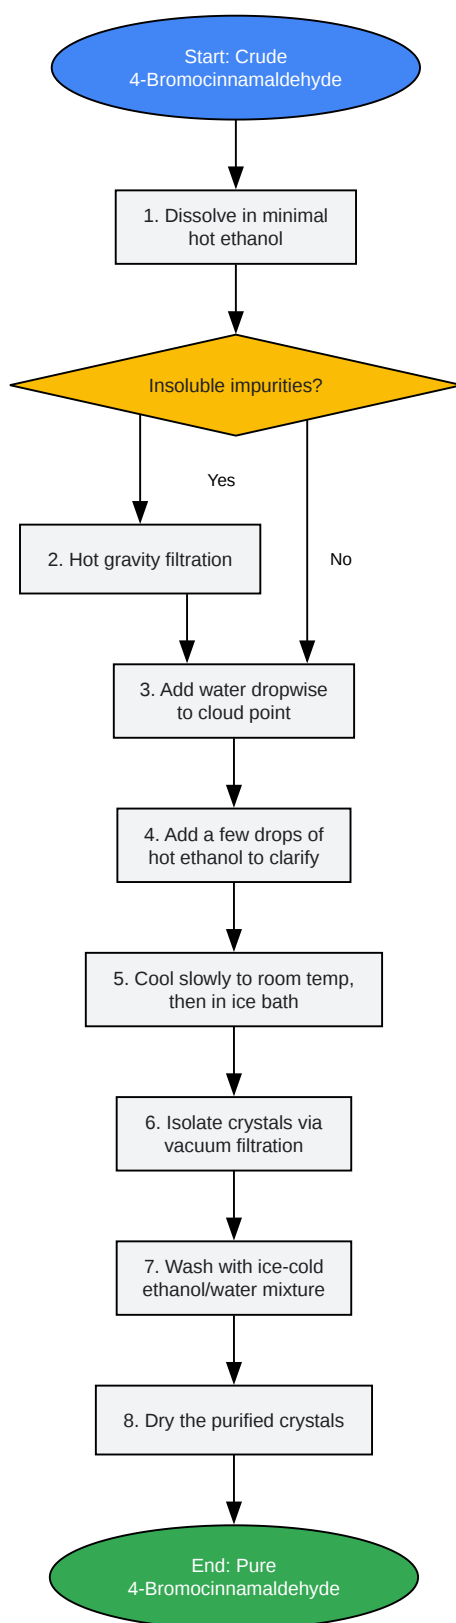 Start: Crude
4-Bromocinnamaldehyde
1. Dissolve in minimal
hot ethanol
Insoluble impurities?
Yes
2. Hot gravity filtration
No
3. Add water dropwise
to cloud point
4. Add a few drops of
hot ethanol to clarify
5. Cool slowly to room temp,
then in ice bath
6. Isolate crystals via
vacuum filtration
7. Wash with ice-cold
ethanol/water mixture
8. Dry the purified crystals
End: Pure
4-Bromocinnamaldehyde